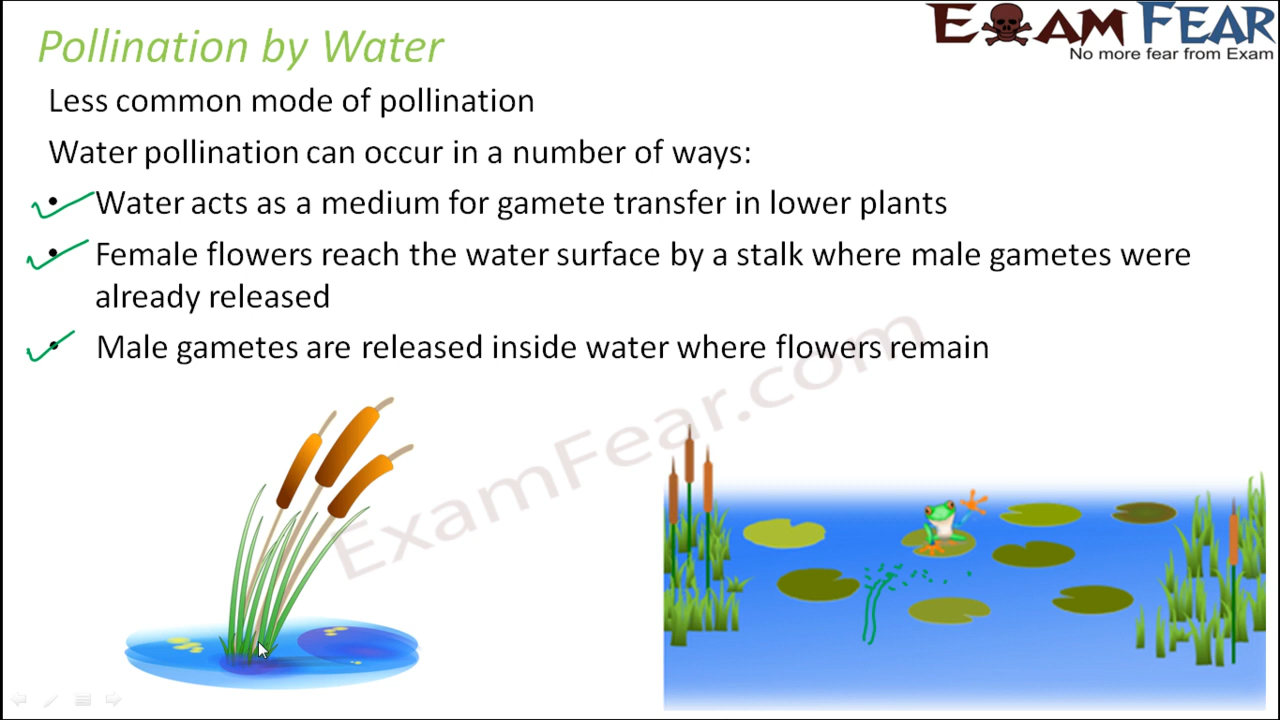 Pollination by Water
EXAM FEAR
No more fear from Exam
Less common mode of pollination
Water pollination can occur in a number of ways:
• Water acts as a medium for gamete transfer in lower plants
• Female flowers reach the water surface by a stalk where male gametes were
already released
• Male gametes are released inside water where flowers remain
ExamFear.com